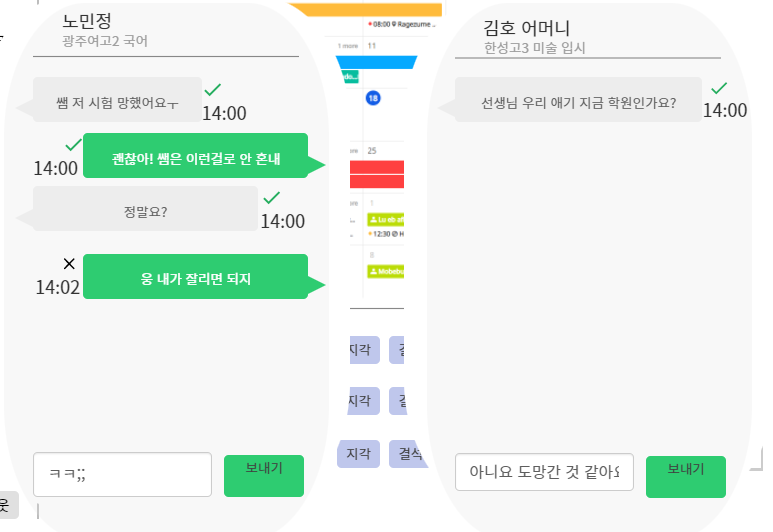 노민정
광주여고2 국어
쌤 저 시험 망했어요ㅜ
14:00
괜찮아! 쌤은 이런걸로 안 혼내
14:00
정말요?
14:00
웅 내가 짤리면 되지
14:02
ㅋㅋ;;
보내기
웃
08:00 Ragezume ..
1 more 11
18
25
12:30
지각
지각
지각 결석
김호 어머니
한성고3 미술 입시
선생님 우리 애기 지금 학원인가요?
14:00
아니요 도망간 것 같아요
보내기